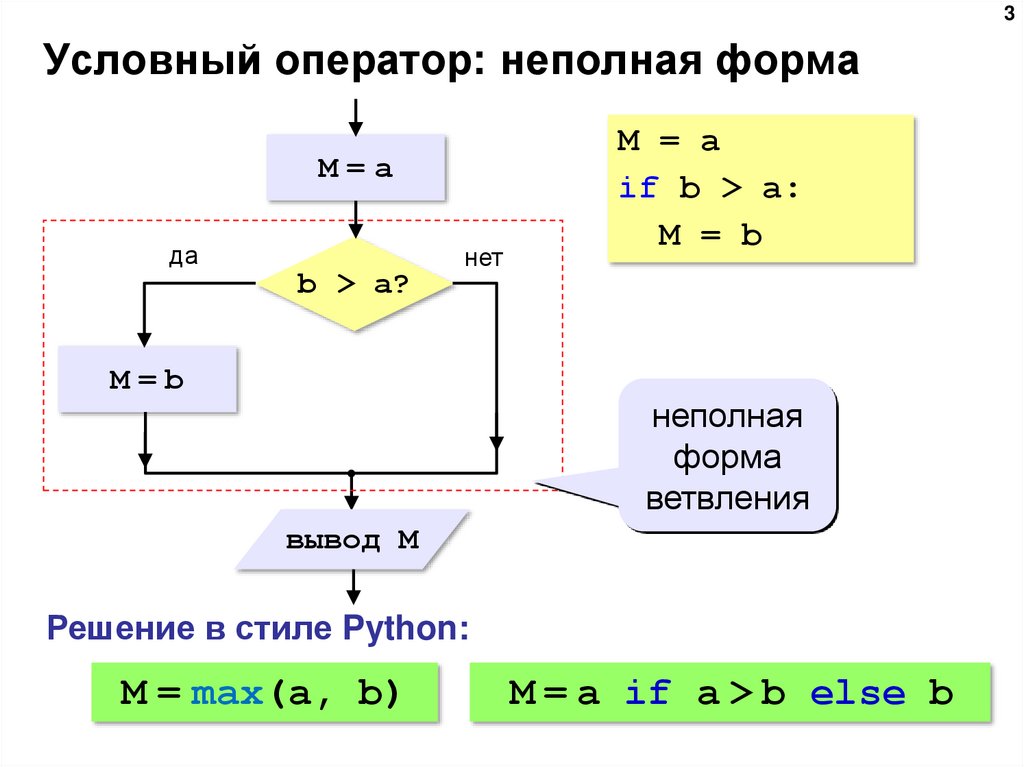 3
Условный оператор: неполная форма
M = a
if b > a:
M = b
M = a
да
b > a?
нет
M = b
неполная
форма
ветвления
вывод M
Решение в стиле Python:
M = max(a, b)
M = a if a > b else b